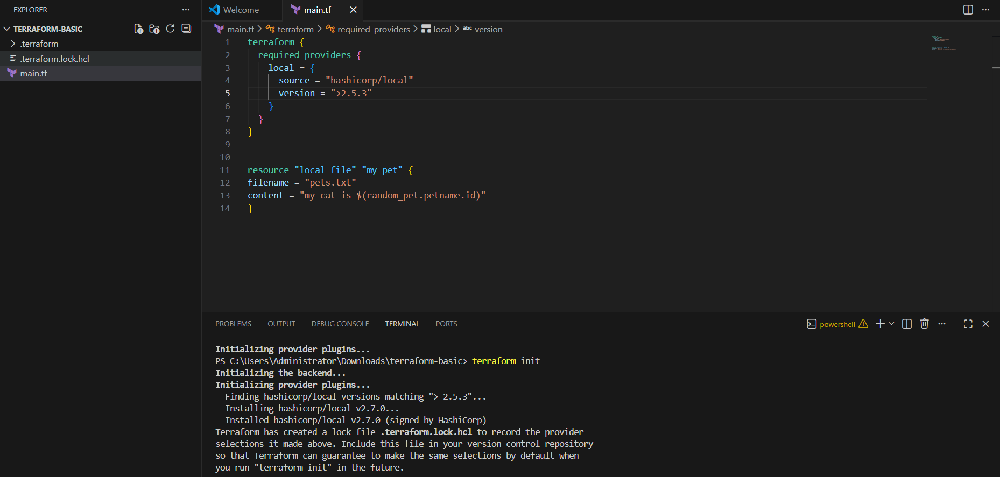 EXPLORER
TERRAFORM-BASIC
.terraform
.terraform.lock.hcl
main.tf
Welcome
main.tf
main.tf > terraform > required_providers > local > abc version
1 terraform {
2 required_providers {
3 local = {
4 source = "hashicorp/local"
5 version = ">2.5.3"
6 }
7 }
8 }
9
10
11 resource "local_file" "my_pet" {
12 filename = "pets.txt"
13 content = "my cat is $(random_pet.petname.id)"
14 }
PROBLEMS OUTPUT DEBUG CONSOLE TERMINAL PORTS
powershell
Initializing provider plugins...
PS C:\Users\Administrator\Downloads\terraform-basic> terraform init
Initializing the backend...
Initializing provider plugins...
- Finding hashicorp/local versions matching "> 2.5.3"...
- Installing hashicorp/local v2.7.0...
- Installed hashicorp/local v2.7.0 (signed by HashiCorp)
Terraform has created a lock file .terraform.lock.hcl to record the provider
selections it made above. Include this file in your version control repository
so that Terraform can guarantee to make the same selections by default when
you run "terraform init" in the future.